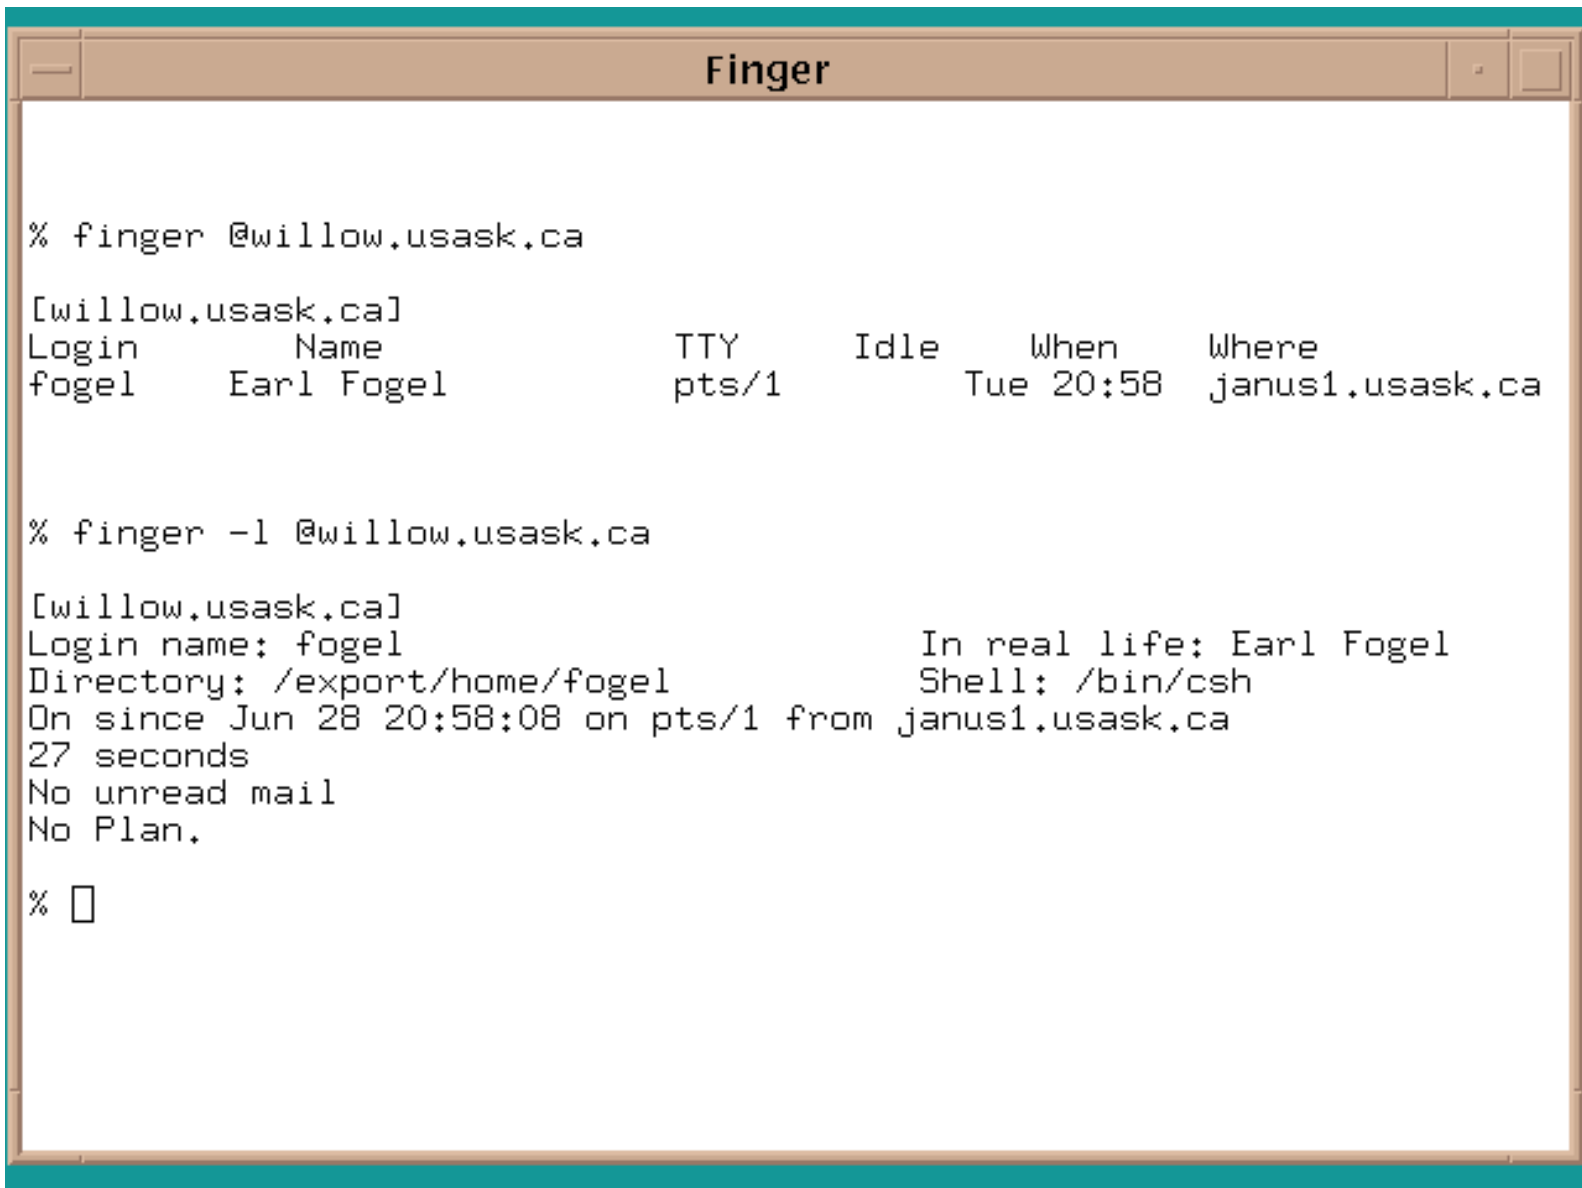 Finger
% finger @willow.usask.ca
[willow.usask.ca]
Login       Name              TTY     Idle    When    Where
fogel    Earl Fogel           pts/1        Tue 20:58  janus1.usask.ca
% finger -l @willow.usask.ca
[willow.usask.ca]
Login name: fogel                       In real life: Earl Fogel
Directory: /export/home/fogel           Shell: /bin/csh
On since Jun 28 20:58:08 on pts/1 from janus1.usask.ca
27 seconds
No unread mail
No Plan.
%